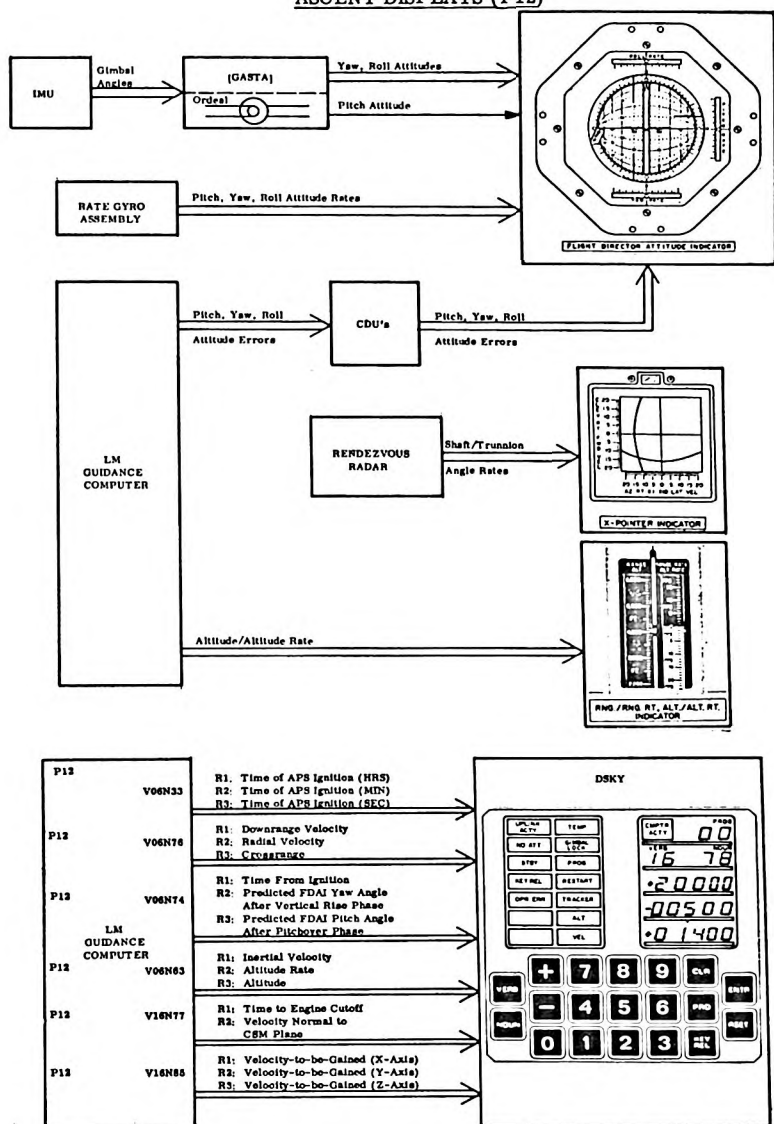 ASCENT DISPLAYS (P12)
IMU
Gimbal
Angles
(GASTA)
Ordeal
Yaw, Roll Attitudes
Pitch Attitude
ROLL RATE
FLIGHT DIRECTOR ATTITUDE INDICATOR
RATE GYRO
ASSEMBLY
Pitch, Yaw, Roll Attitude Rates
LM
GUIDANCE
COMPUTER
Pitch, Yaw, Roll
Attitude Errors
CDU's
Pitch, Yaw, Roll
Attitude Errors
RENDEZVOUS
RADAR
Shaft/Trunnion
Angle Rates
X-POINTER INDICATOR
Altitude/Altitude Rate
RNG./RNG. RT., ALT./ALT. RT.
INDICATOR
P12
V06N33
R1: Time of APS Ignition (HRS)
R2: Time of APS Ignition (MIN)
R3: Time of APS Ignition (SEC)
P12
V06N76
R1: Downrange Velocity
R2: Radial Velocity
R3: Crossrange
P12
V06N74
R1: Time From Ignition
R2: Predicted FDAI Yaw Angle
After Vertical Rise Phase
R3: Predicted FDAI Pitch Angle
After Pitchover Phase
LM
GUIDANCE
COMPUTER
P12
V06N63
R1: Inertial Velocity
R2: Altitude Rate
R3: Altitude
P12
V16N77
R1: Time to Engine Cutoff
R2: Velocity Normal to
CSM Plane
P12
V16N85
R1: Velocity-to-be-Gained (X-Axis)
R2: Velocity-to-be-Gained (Y-Axis)
R3: Velocity-to-be-Gained (Z-Axis)
DSKY
UPLINK
ACTY
TEMP
NO ATT
GIMBAL
LOCK
STBY
PROG
KEY REL
RESTART
OPR ERR
TRACKER
ALT
VEL
CMPTR
ACTY
PROG
00
VERB
NOUN
16 78
+20000
-00500
+01400
VERB
NOUN
+ 7 8 9 CLR
- 4 5 6 PRO
0 1 2 3 KEY
REL
ENTR
RSET